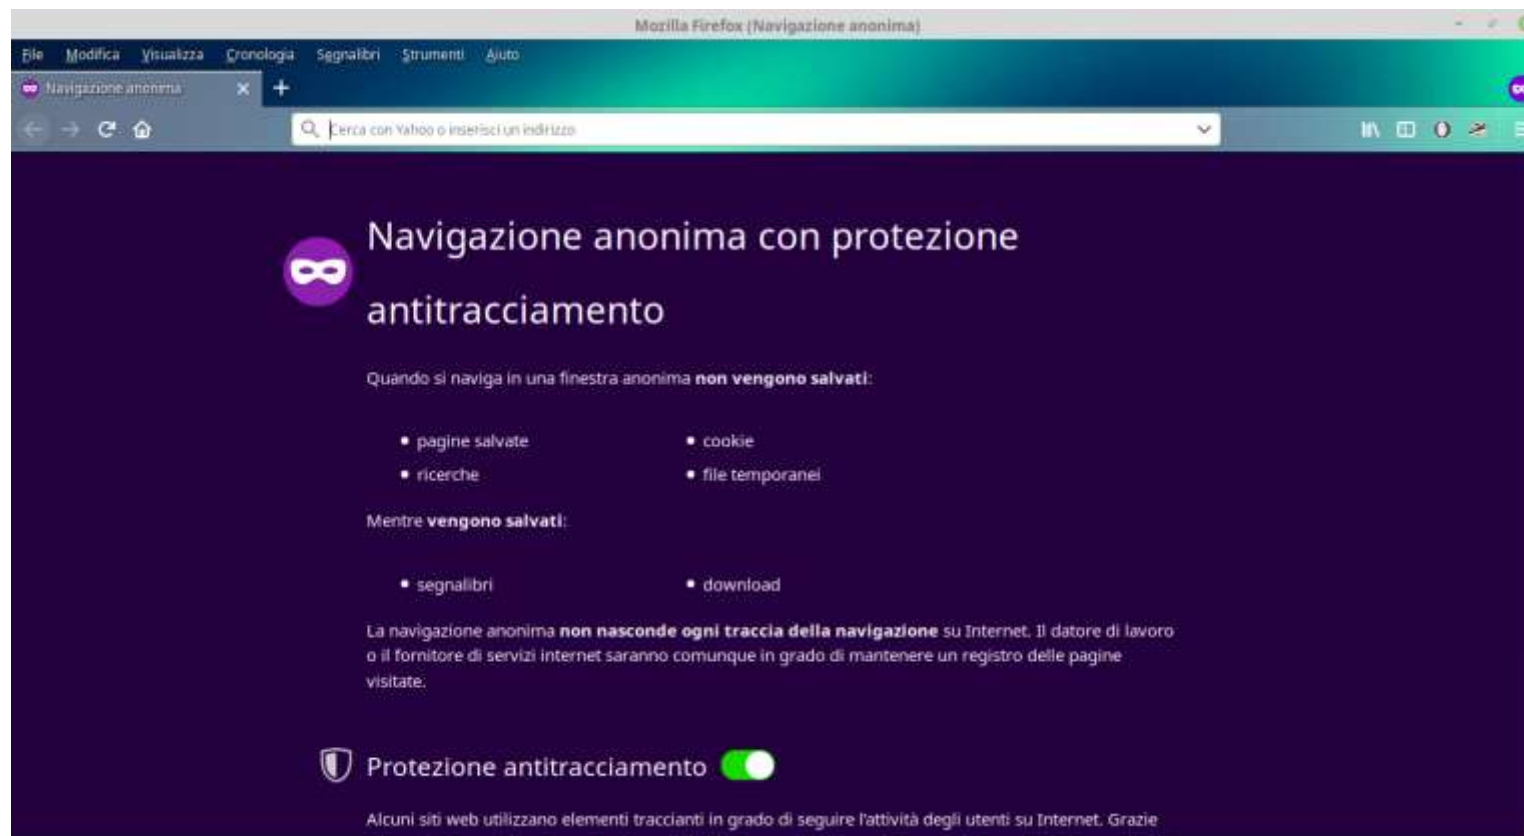 Mozilla Firefox (Navigazione anonima)
File Modifica Visualizza Cronologia Segnalibri Strumenti Aiuto
Navigazione anonima
Cerca con Yahoo o inserisci un indirizzo
Navigazione anonima con protezione
antitracciamento
Quando si naviga in una finestra anonima non vengono salvati:
• pagine salvate • cookie
• ricerche • file temporanei
Mentre vengono salvati:
• segnalibri • download
La navigazione anonima non nasconde ogni traccia della navigazione su Internet. Il datore di lavoro
o il fornitore di servizi internet saranno comunque in grado di mantenere un registro delle pagine
visitate.
Protezione antitracciamento
Alcuni siti web utilizzano elementi traccianti in grado di seguire l'attività degli utenti su Internet. Grazie